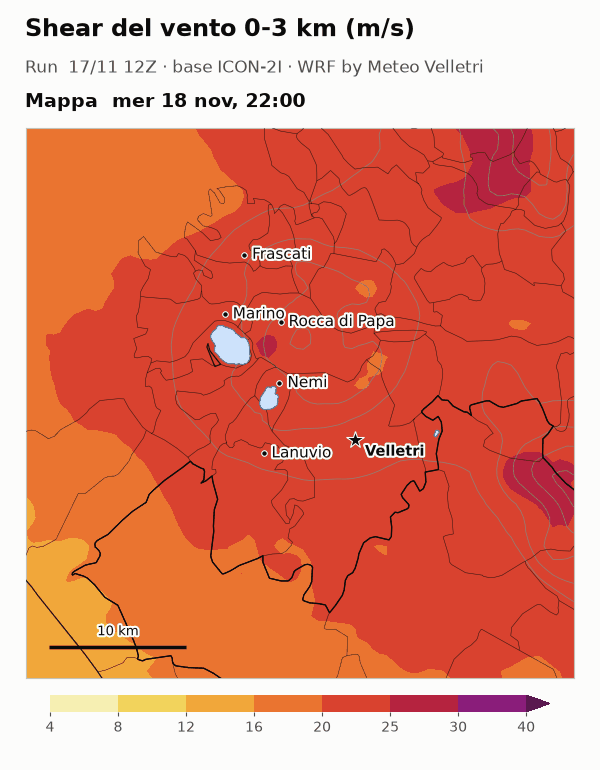 Shear del vento 0-3 km (m/s)
Run 17/11 12Z · base ICON-2I · WRF by Meteo Velletri
Mappa mer 18 nov, 22:00
Frascati
Marino
Rocca di Papa
Nemi
Velletri
Lanuvio
10 km
4 8 12 16 20 25 30 40